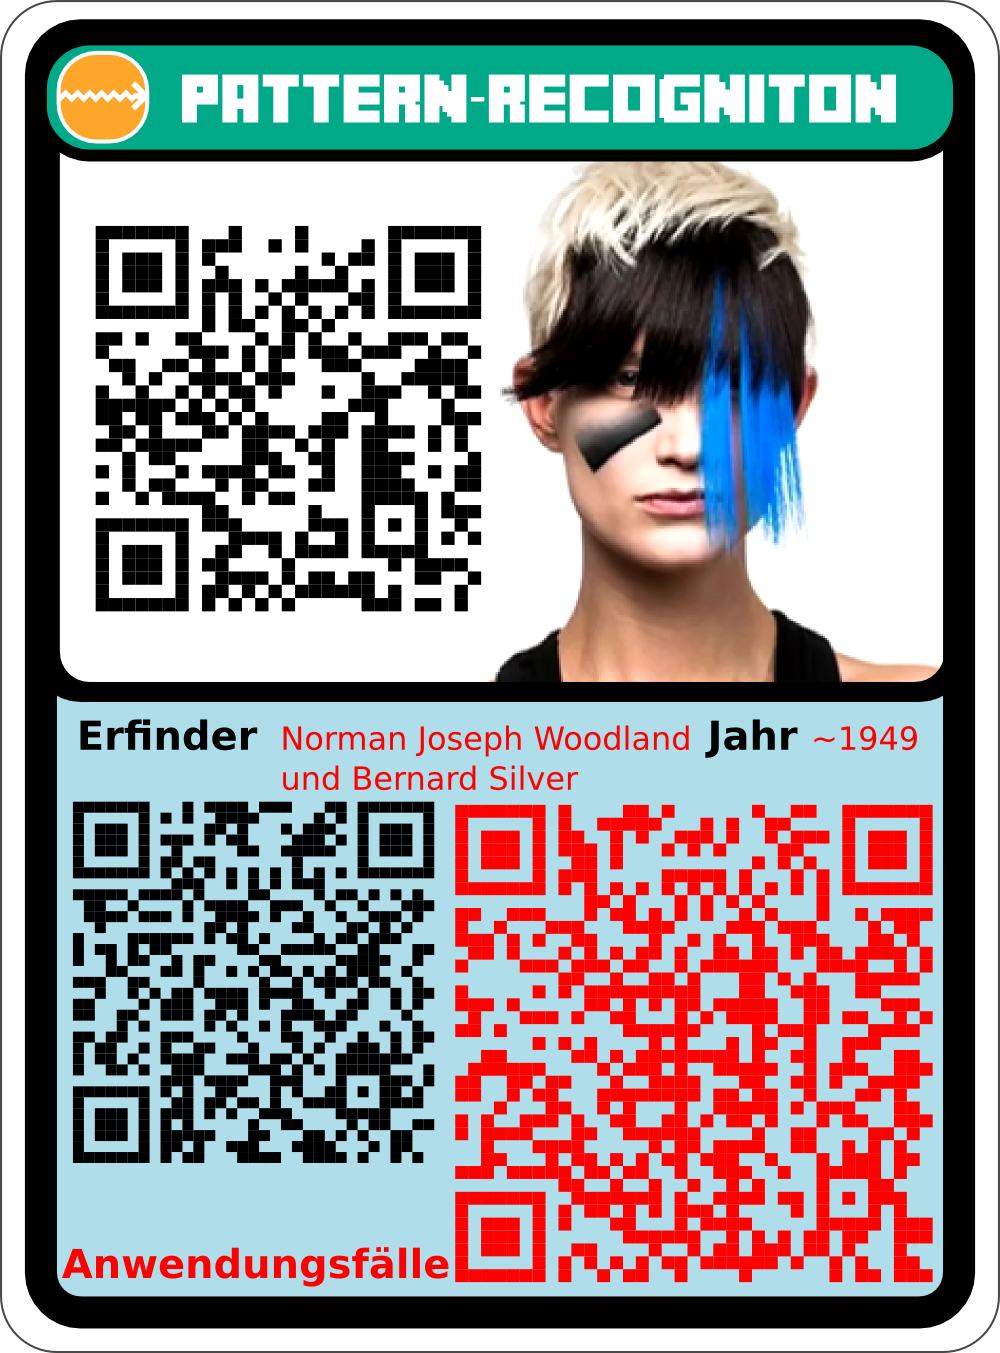 PATTERN-RECOGNITON
Erfinder Norman Joseph Woodland Jahr ~1949
und Bernard Silver
Anwendungsfälle